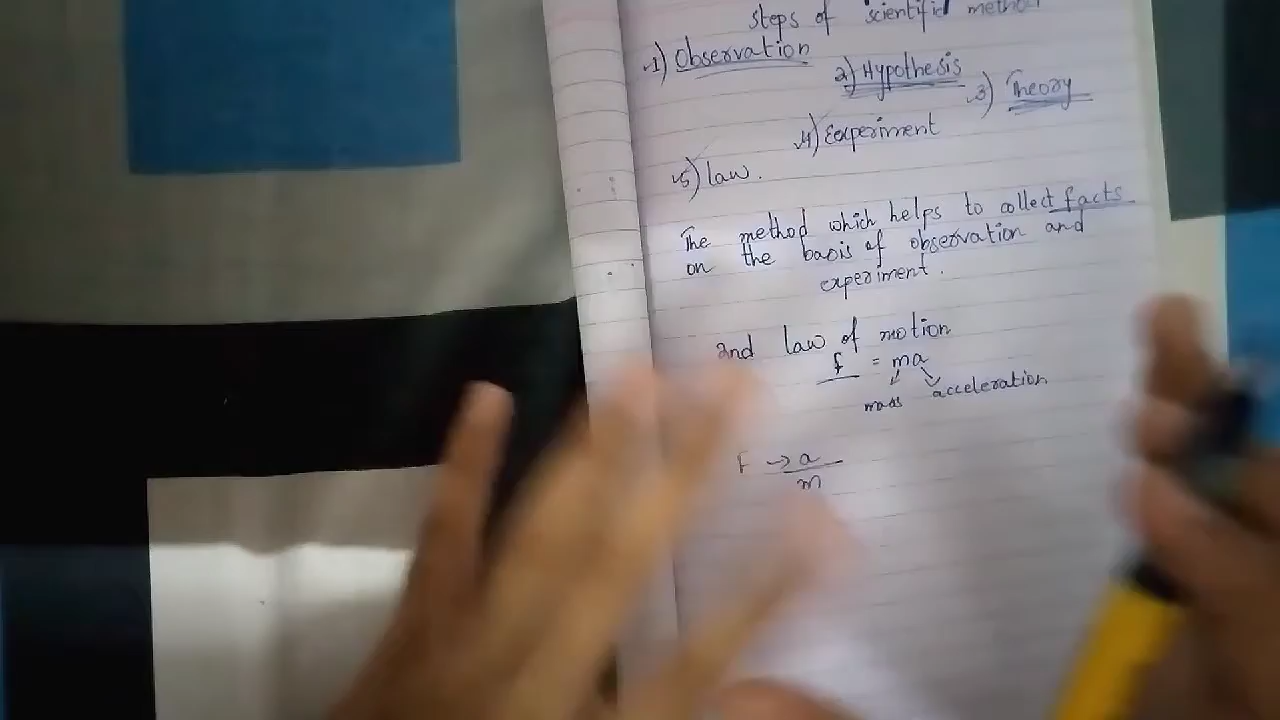 steps of scientific method
1) Observation
2) Hypothesis
3) Theory
4) Experiment
5) law.
The method which helps to collect facts
on the basis of observation and
experiment.
2nd law of motion
f = ma
mass acceleration
F → a
m